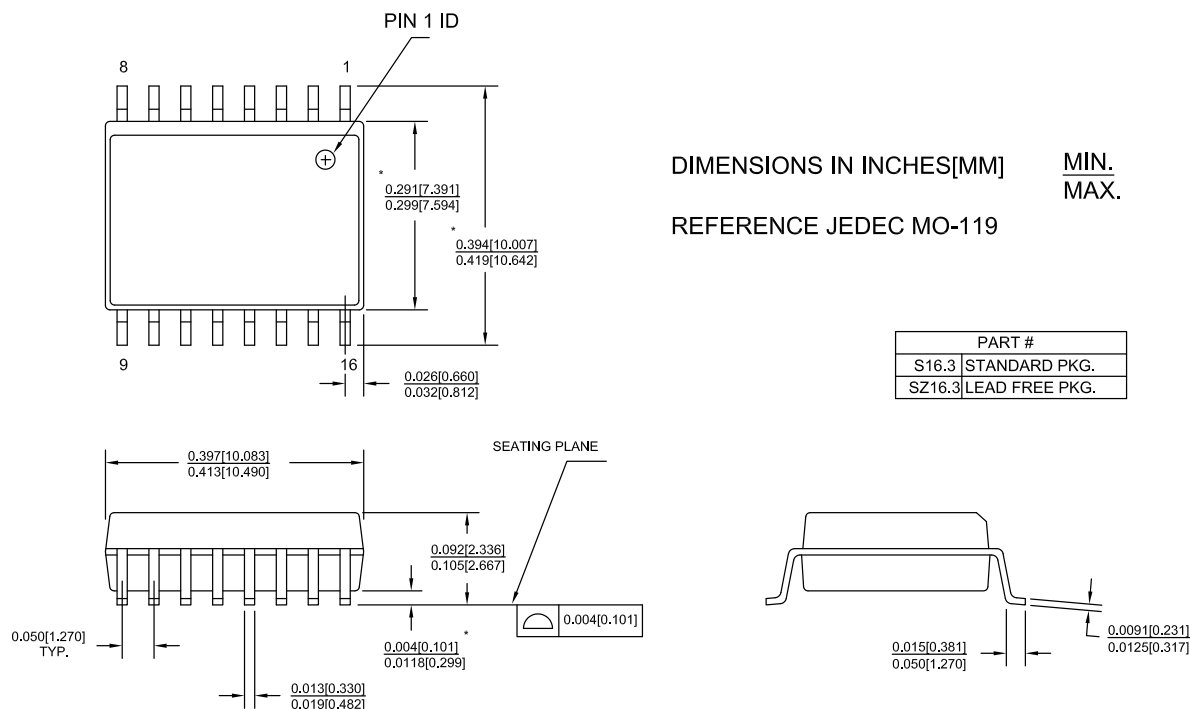 PIN 1 ID
8
1
DIMENSIONS IN INCHES[MM]
MIN.
MAX.
*
0.291[7.391]
0.299[7.594]
REFERENCE JEDEC MO-119
*
0.394[10.007]
0.419[10.642]
9
16
0.026[0.660]
0.032[0.812]
PART #
S16.3 STANDARD PKG.
SZ16.3 LEAD FREE PKG.
0.397[10.083]
0.413[10.490]
SEATING PLANE
0.092[2.336]
0.105[2.667]
0.004[0.101]
0.050[1.270]
TYP.
*
0.004[0.101]
0.0118[0.299]
0.013[0.330]
0.019[0.482]
0.015[0.381]
0.050[1.270]
0.0091[0.231]
0.0125[0.317]